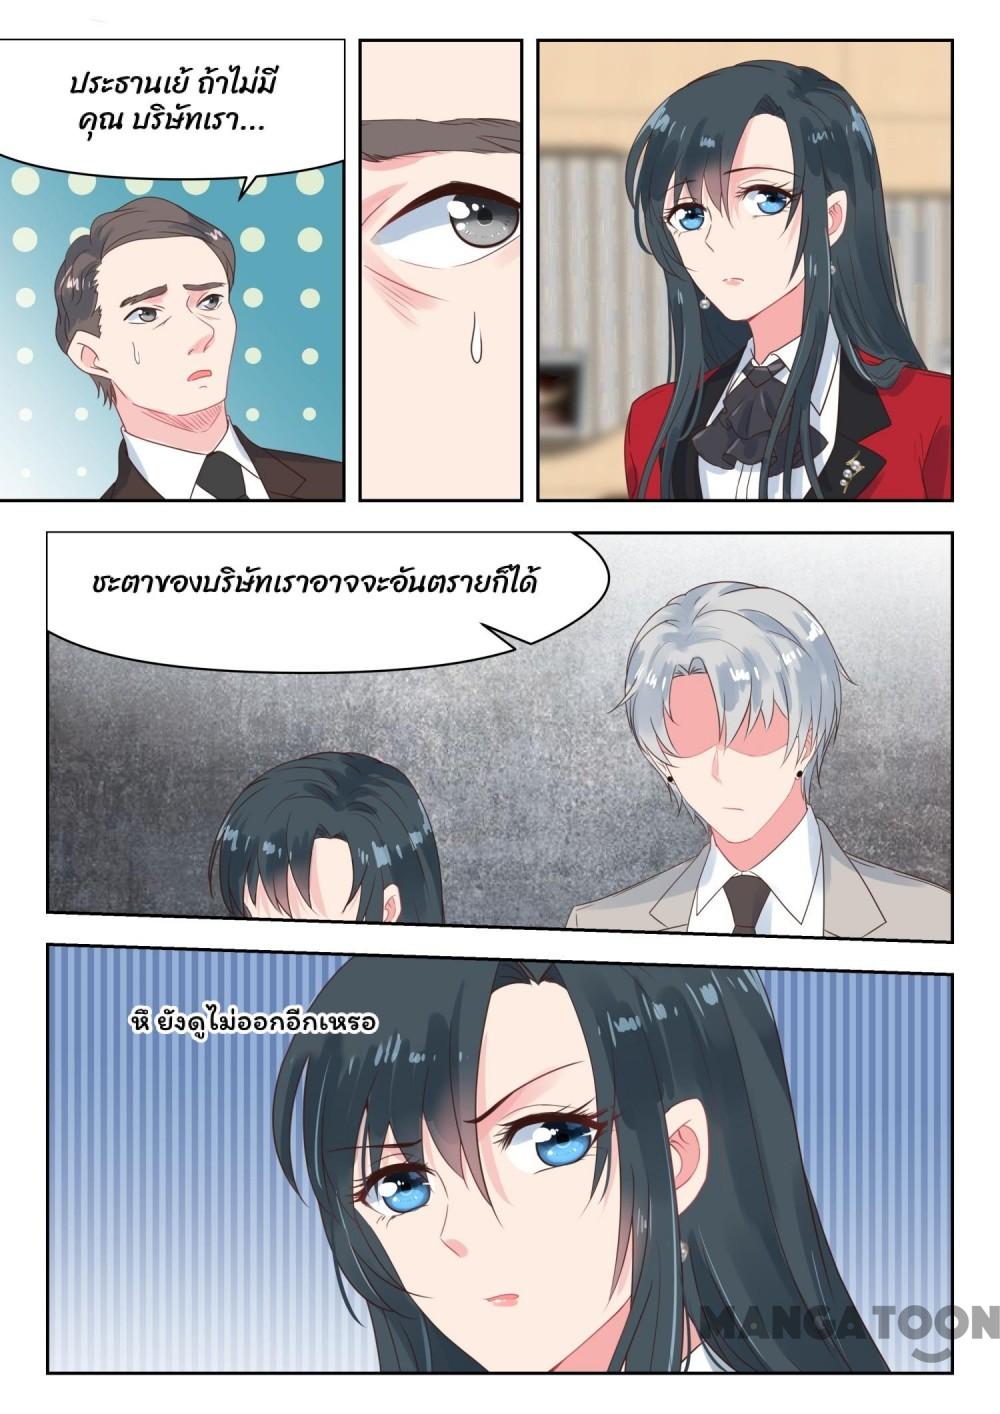 ประธานเย้ ถ้าไม่มี
คุณ บริษัทเรา...
ชะตาของบริษัทเราอาจจะอันตรายก็ได้
หึ ยังดูไม่ออกอีกเหรอ
MANGATOON